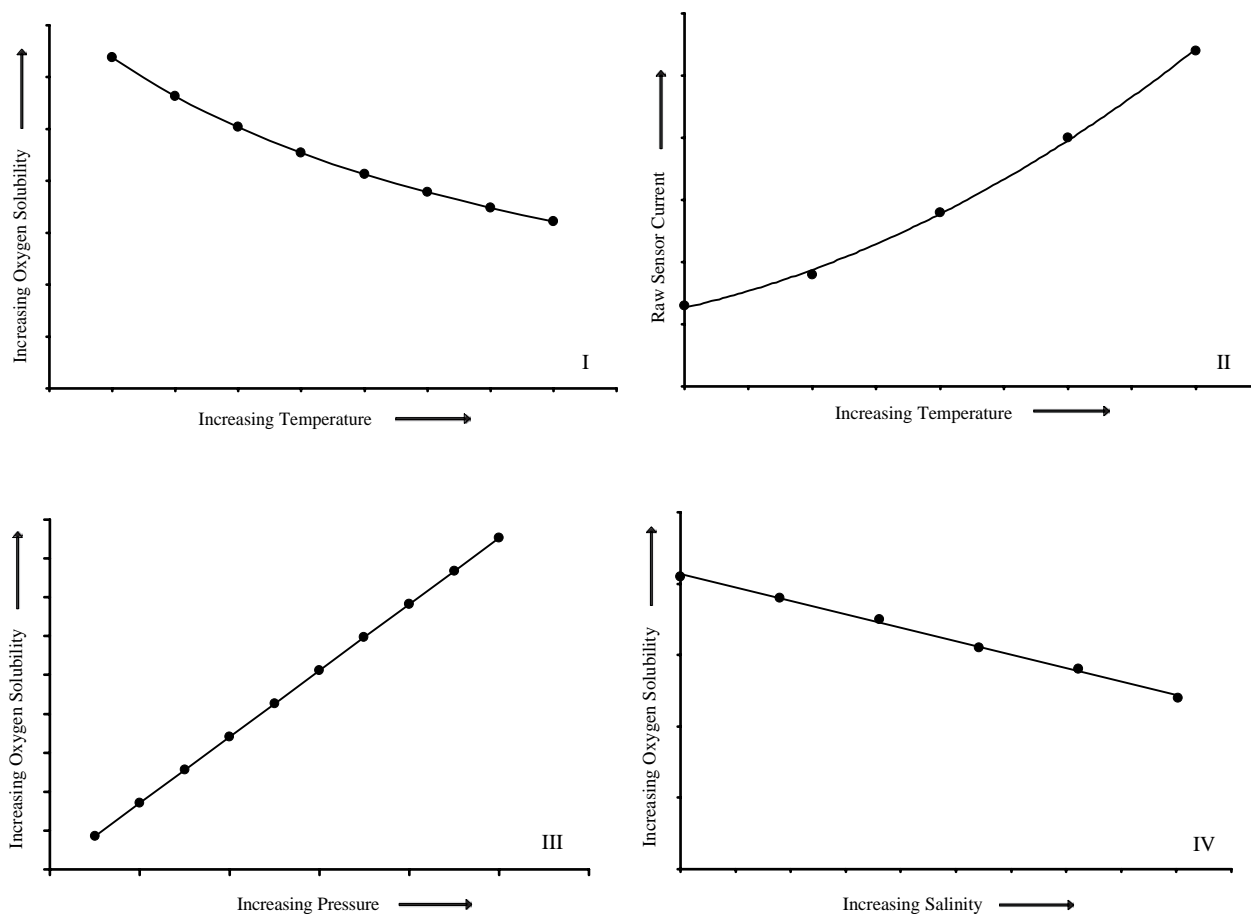 Increasing Oxygen Solubility
I
Increasing Temperature
Raw Sensor Current
II
Increasing Temperature
Increasing Oxygen Solubility
III
Increasing Pressure
Increasing Oxygen Solubility
IV
Increasing Salinity